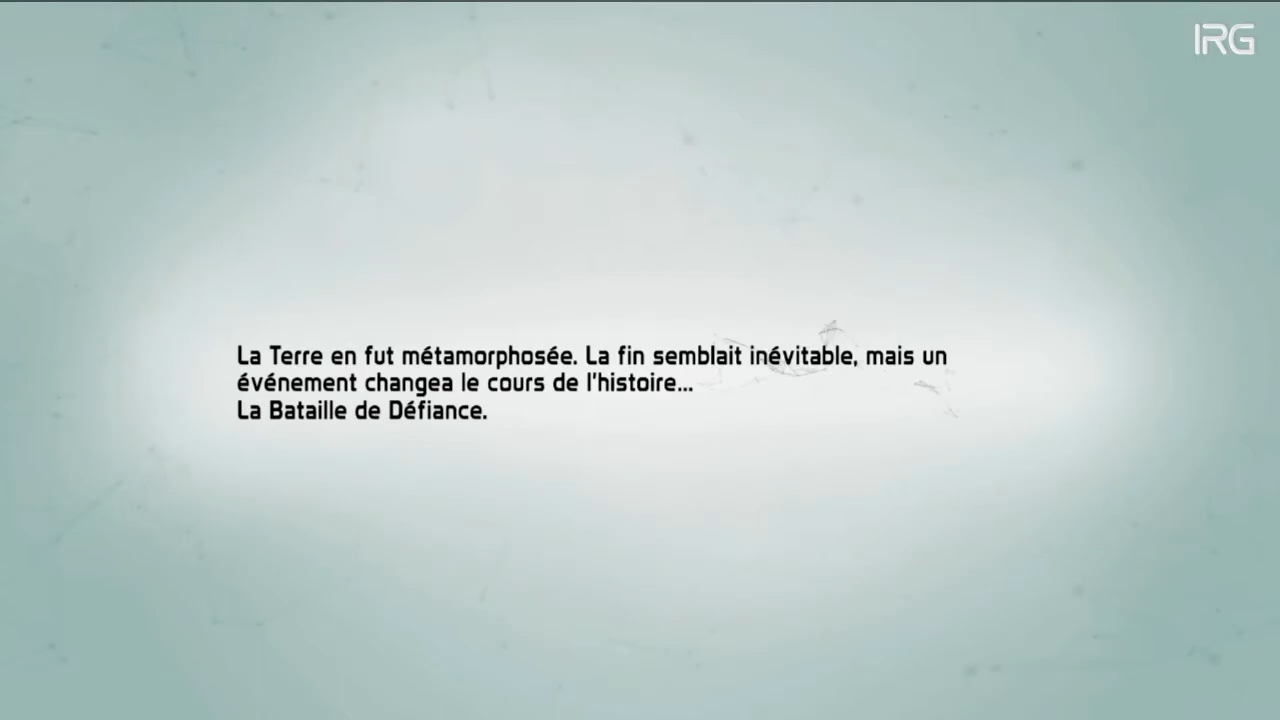 IRG
La Terre en fut métamorphosée. La fin semblait inévitable, mais un
événement changea le cours de l'histoire...
La Bataille de Défiance.